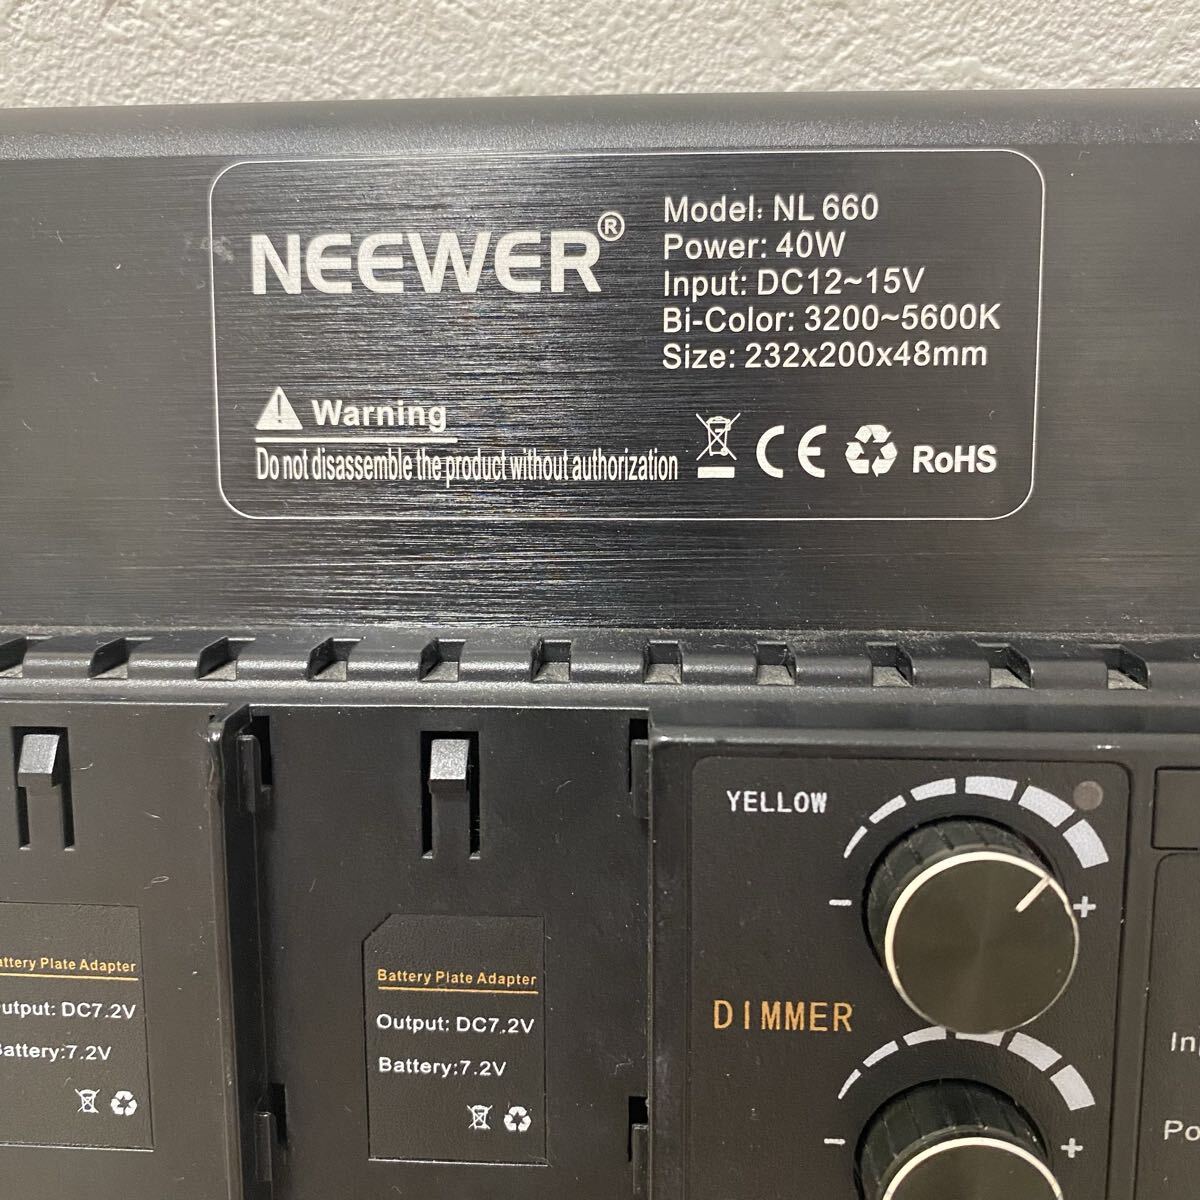 NEEWER®
Model: NL 660
Power: 40W
Input: DC12~15V
Bi-Color: 3200~5600K
Size: 232x200x48mm
Warning
Do not disassemble the product without authorization
CE
RoHS
YELLOW
- +
DIMMER
- +
Battery Plate Adapter
Output: DC7.2V
Battery:7.2V
attery Plate Adapter
utput: DC7.2V
attery:7.2V
Inp
Po